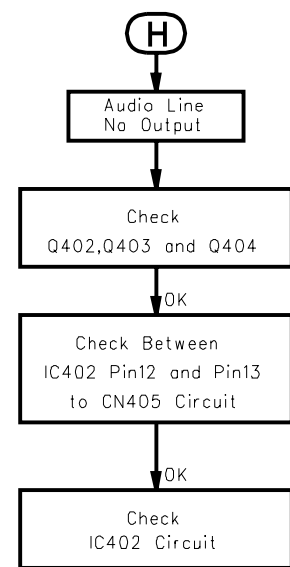 H
Audio Line
No Output
Check
Q402,Q403 and Q404
OK
Check Between
IC402 Pin12 and Pin13
to CN405 Circuit
OK
Check
IC402 Circuit